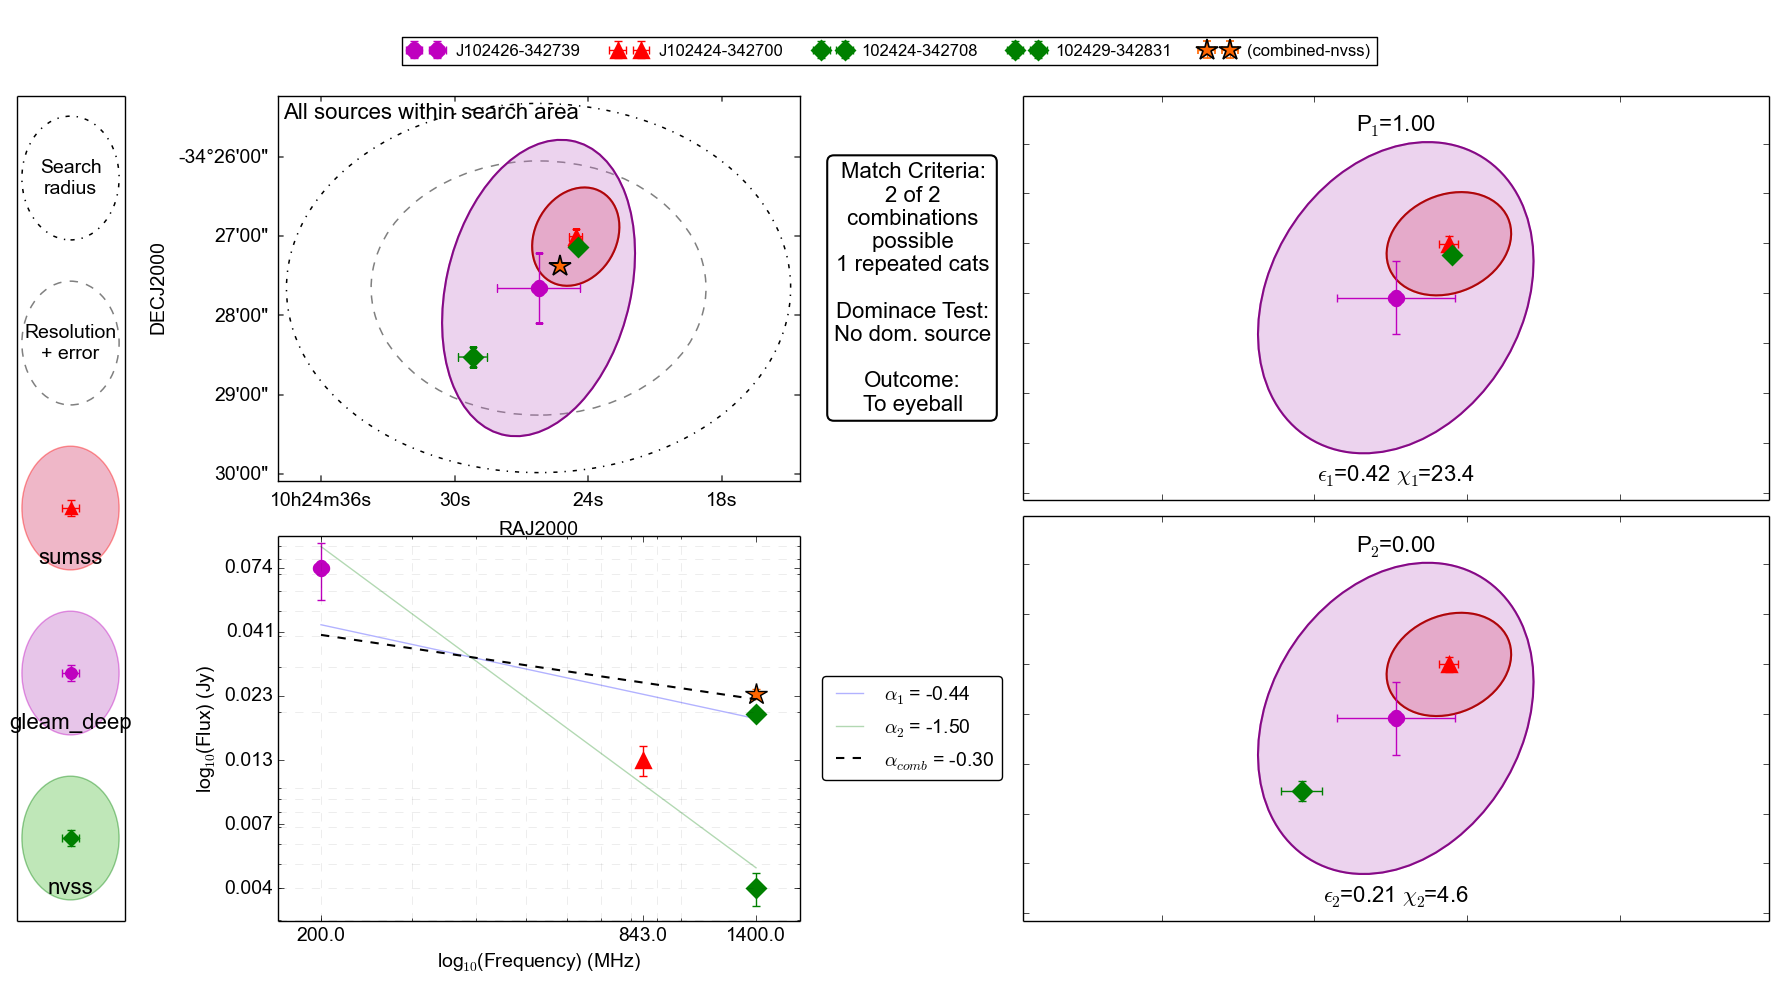 J102426-342739
J102424-342700
102424-342708
102429-342831
(combined-nvss)
Search
radius
Resolution
+ error
sumss
gleam_deep
nvss
All sources within search area
-34°26'00"
27'00"
28'00"
29'00"
30'00"
DECJ2000
10h24m36s
30s
24s
18s
RAJ2000
Match Criteria:
2 of 2
combinations
possible
1 repeated cats
Dominace Test:
No dom. source
Outcome:
To eyeball
P₁=1.00
ϵ₁=0.42 χ₁=23.4
P₂=0.00
ϵ₂=0.21 χ₂=4.6
0.074
0.041
0.023
0.013
0.007
0.004
log₁₀(Flux) (Jy)
200.0
843.0
1400.0
log₁₀(Frequency) (MHz)
α₁ = -0.44
α₂ = -1.50
α_comb = -0.30